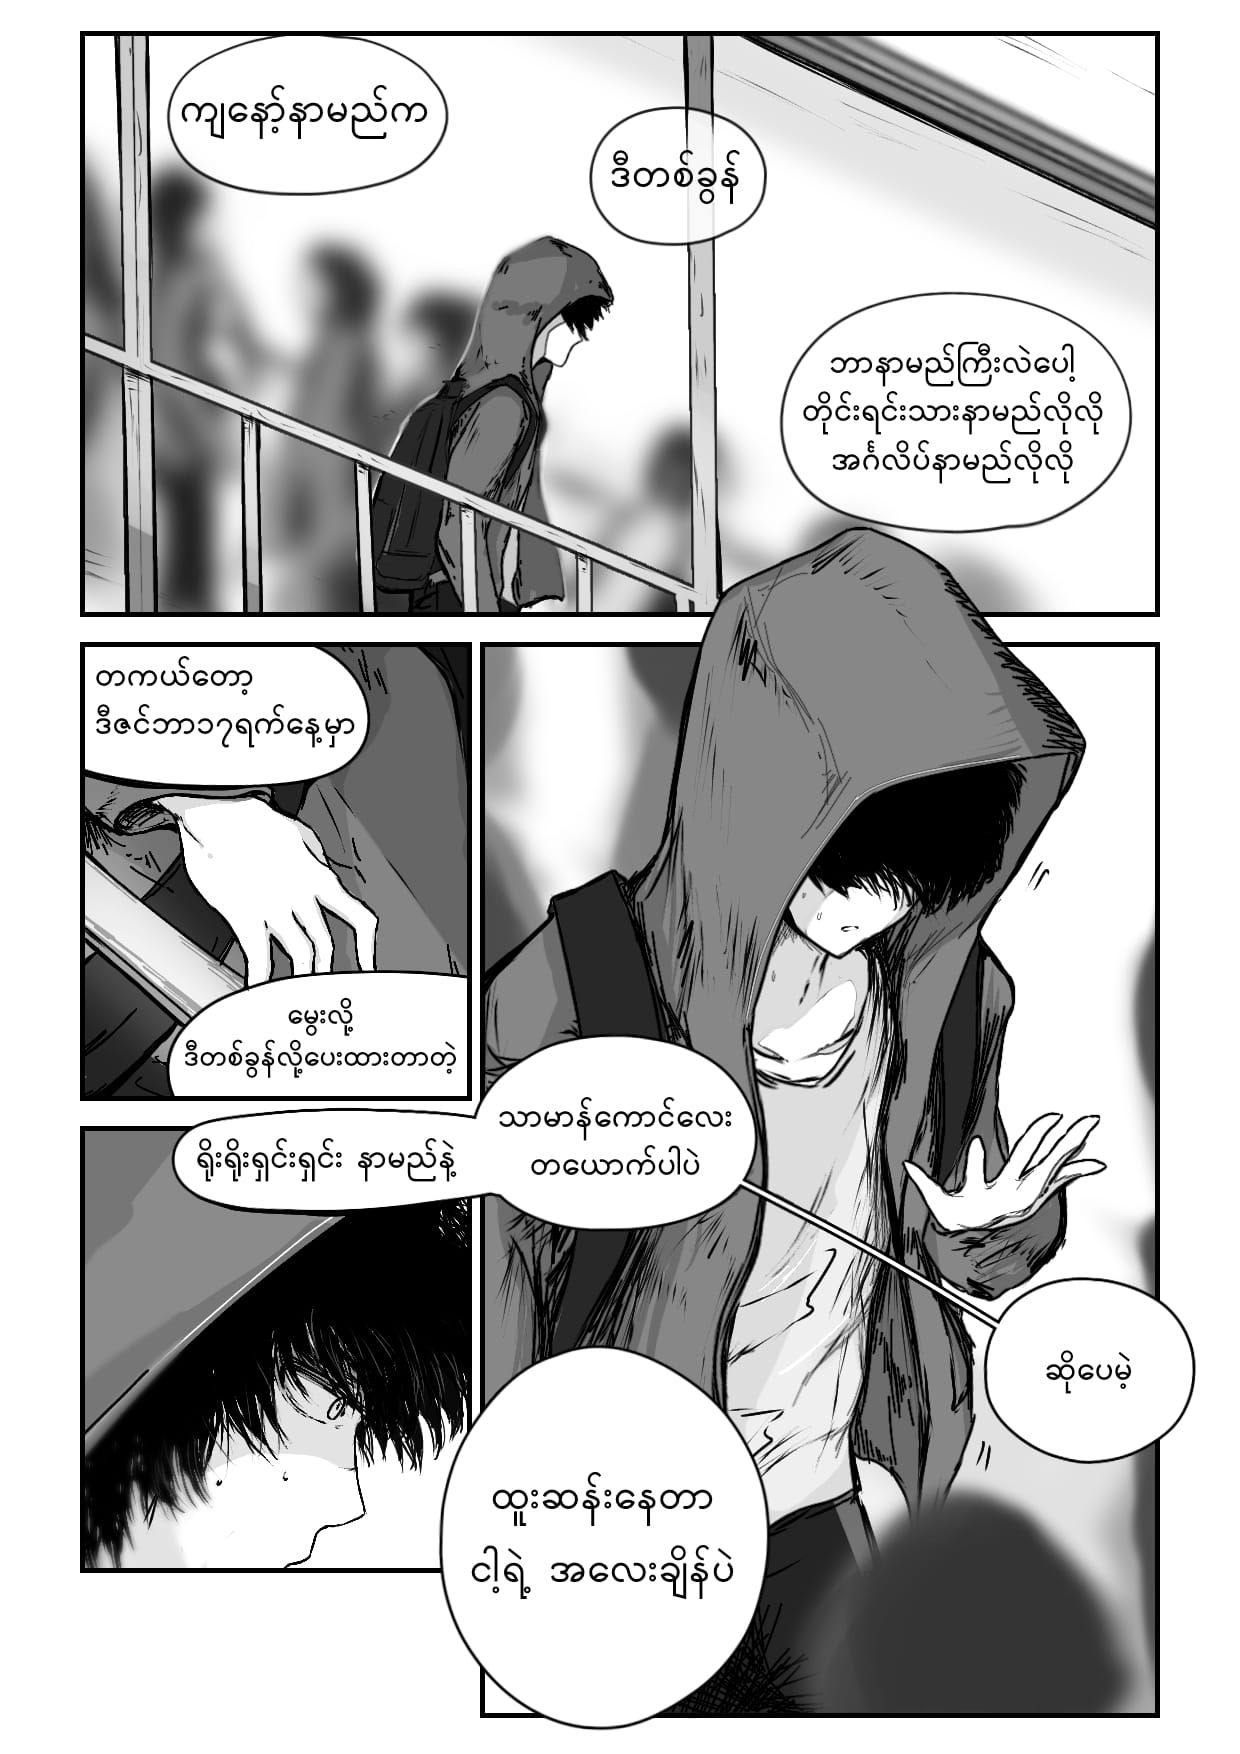 ကျနော့်နာမည်က
ဒီတစ်ခွန်
ဘာနာမည်ကြီးလဲပေါ့
တိုင်းရင်းသားနာမည်လိုလို
အင်္ဂလိပ်နာမည်လိုလို
တကယ်တော့
ဒီဇင်ဘာ၁၇ရက်နေ့မှာ
မွေးလို့
ဒီတစ်ခွန်လို့ပေးထားတာတဲ့
ရိုးရိုးရှင်းရှင်း နာမည်နဲ့
သာမာန်ကောင်လေး
တယောက်ပါပဲ
ဆိုပေမဲ့
ထူးဆန်းနေတာ
ငါ့ရဲ့ အလေးချိန်ပဲ